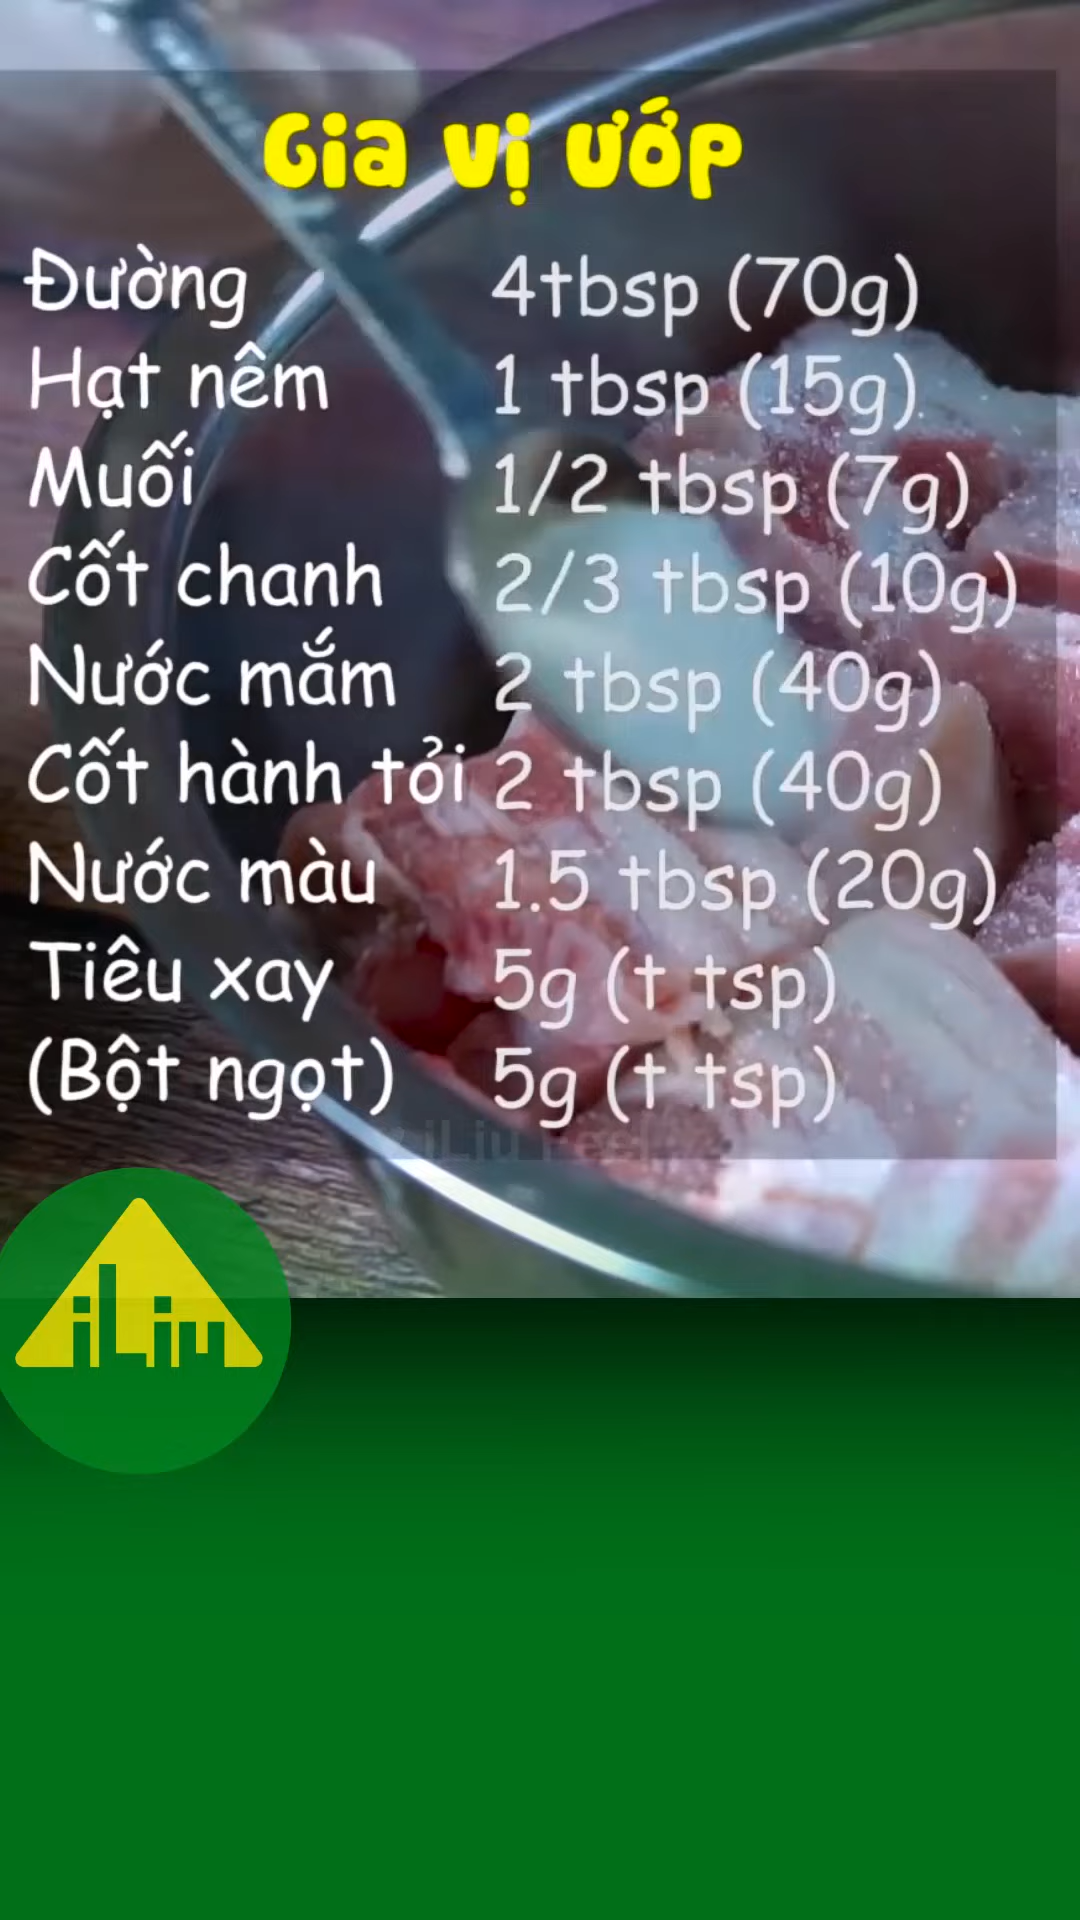 Gia vị ướp
Đường 4tbsp (70g)
Hạt nêm 1 tbsp (15g)
Muối 1/2 tbsp (7g)
Cốt chanh 2/3 tbsp (10g)
Nước mắm 2 tbsp (40g)
Cốt hành tỏi 2 tbsp (40g)
Nước màu 1.5 tbsp (20g)
Tiêu xay 5g (t tsp)
(Bột ngọt) 5g (t tsp)
iLiu